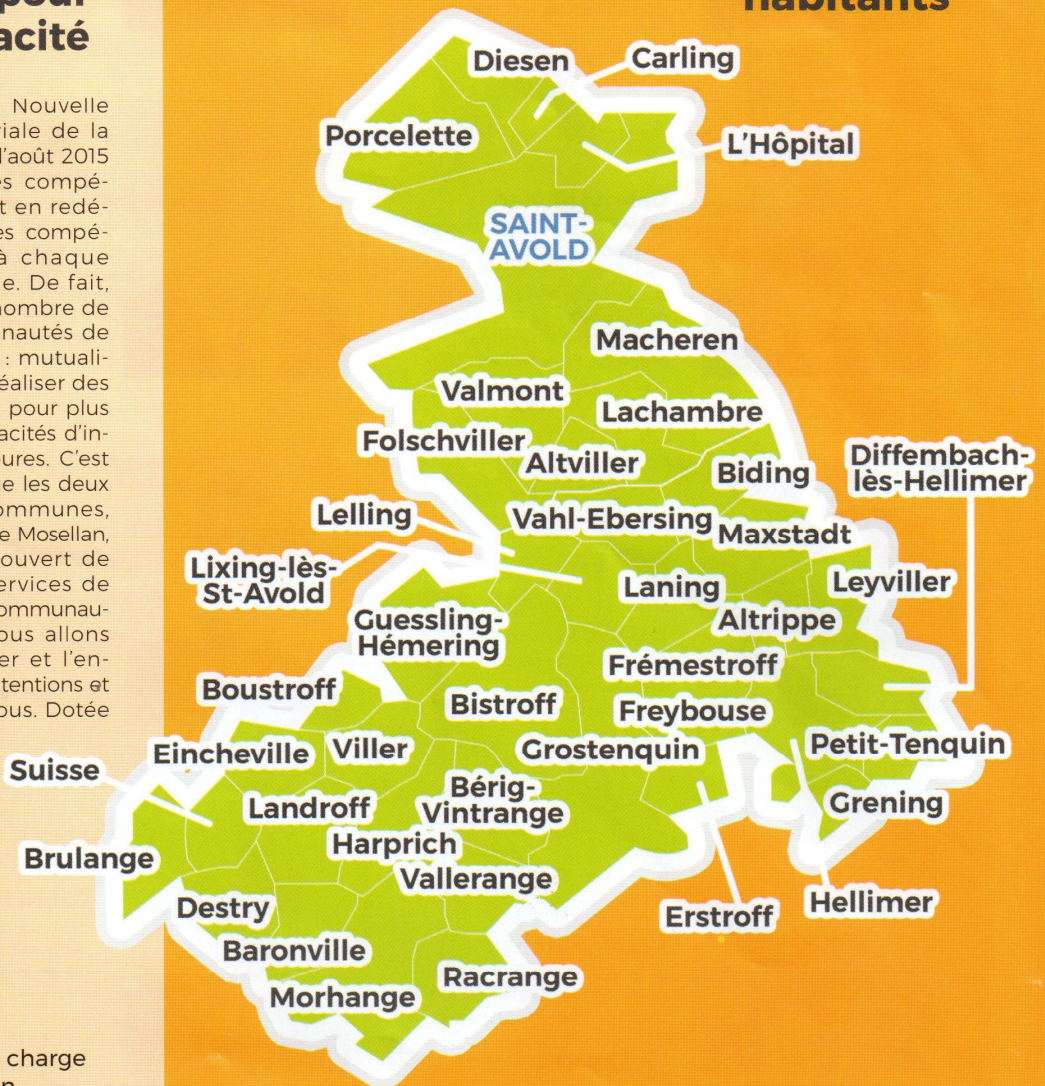 pour
acité
habitants
Nouvelle
riale de la
d'août 2015
es compé-
t en redé-
es compé-
à chaque
e. De fait,
nombre de
nautés de
: mutuali-
éaliser des
pour plus
acités d'in-
eures. C'est
e les deux
ommunes,
e Mosellan,
ouvert de
ervices de
ommunau-
ous allons
er et l'en-
tentions et
ous. Dotée
charge
Diesen
Carling
Porcelette
L'Hôpital
SAINT-
AVOLD
Macheren
Valmont
Lachambre
Folschviller
Altviller
Biding
Diffembach-
lès-Hellimer
Lelling
Vahl-Ebersing
Maxstadt
Lixing-lès-
St-Avold
Laning
Leyviller
Guessling-
Hémering
Altrippe
Frémestroff
Boustroff
Bistroff
Freybouse
Eincheville
Viller
Grostenquin
Petit-Tenquin
Suisse
Landroff
Bérig-
Vintrange
Grening
Harprich
Brulange
Vallerange
Destry
Erstroff
Hellimer
Baronville
Racrange
Morhange